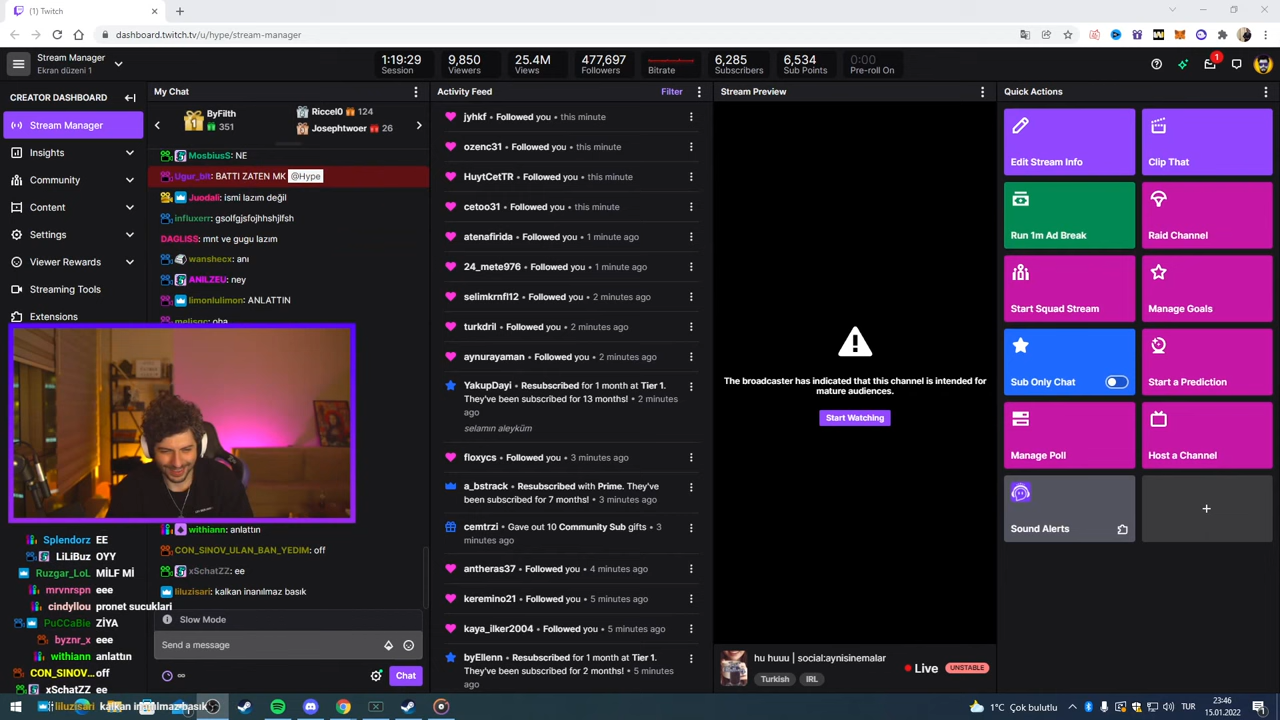 (1) Twitch
dashboard.twitch.tv/u/hype/stream-manager
Stream Manager
Ekran düzeni 1
1:19:29
Session
9,850
Viewers
25.4M
Views
477,697
Followers
Bitrate
6,285
Subscribers
6,534
Sub Points
0:00
Pre-roll On
1
CREATOR DASHBOARD
Stream Manager
Insights
Community
Content
Settings
Viewer Rewards
Streaming Tools
Extensions
My Chat
ByFilth
351
Riccel0 124
Josephtwoer 26
MosbiusS: NE
Ugur_bit: BATTI ZATEN MK @Hype
Juodali: ismi lazım değil
influxerr: gsolfgjsfojhhshjlfsh
DAGLISS: mnt ve gugu lazım
wanshecx: anı
ANILZEU: ney
limonlulimon: ANLATTIN
withiann: anlattın
CON_SINOV_ULAN_BAN_YEDIM: off
xSchatZZ: ee
liluzisari: kalkan inanılmaz basık
Slow Mode
Send a message
∞
Chat
Splendorz EE
LiLiBuz OYY
Ruzgar_LoL MİLF Mİ
mrvnrspn eee
cindyllou pronet sucuklari
PuCCaBie ZİYA
byznr_x eee
withiann anlattın
CON_SINOV... off
xSchatZZ ee
liluzisari kalkan inanılmaz basık
Activity Feed
Filter
jyhkf • Followed you • this minute
ozenc31 • Followed you • this minute
HuytCetTR • Followed you • this minute
cetoo31 • Followed you • this minute
atenafirida • Followed you • 1 minute ago
24_mete976 • Followed you • 1 minute ago
selimkrnfl12 • Followed you • 2 minutes ago
turkdril • Followed you • 2 minutes ago
aynurayaman • Followed you • 2 minutes ago
YakupDayi • Resubscribed for 1 month at Tier 1.
They've been subscribed for 13 months! • 2 minutes
ago
selamın aleyküm
floxycs • Followed you • 3 minutes ago
a_bstrack • Resubscribed with Prime. They've
been subscribed for 7 months! • 3 minutes ago
cemtrzi • Gave out 10 Community Sub gifts • 3
minutes ago
antheras37 • Followed you • 4 minutes ago
keremino21 • Followed you • 5 minutes ago
kaya_ilker2004 • Followed you • 5 minutes ago
byEllenn • Resubscribed for 1 month at Tier 1.
They've been subscribed for 2 months! • 5 minutes
ago
Stream Preview
The broadcaster has indicated that this channel is intended for
mature audiences.
Start Watching
hu huuu | social:aynisinemalar
Turkish IRL
Live
UNSTABLE
Quick Actions
Edit Stream Info
Clip That
Run 1m Ad Break
Raid Channel
Start Squad Stream
Manage Goals
Sub Only Chat
Start a Prediction
Manage Poll
Host a Channel
Sound Alerts
+
1°C Çok bulutlu
TUR
23:46
15.01.2022
1